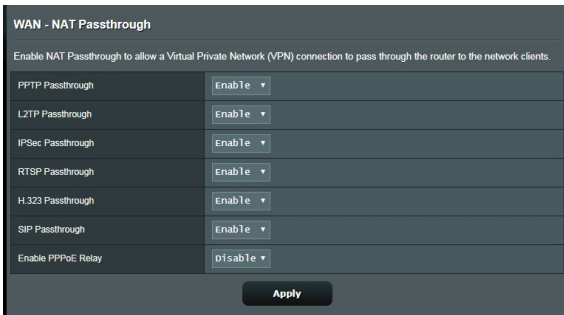 WAN - NAT Passthrough
Enable NAT Passthrough to allow a Virtual Private Network (VPN) connection to pass through the router to the network clients.
PPTP Passthrough Enable
L2TP Passthrough Enable
IPSec Passthrough Enable
RTSP Passthrough Enable
H.323 Passthrough Enable
SIP Passthrough Enable
Enable PPPoE Relay Disable
Apply